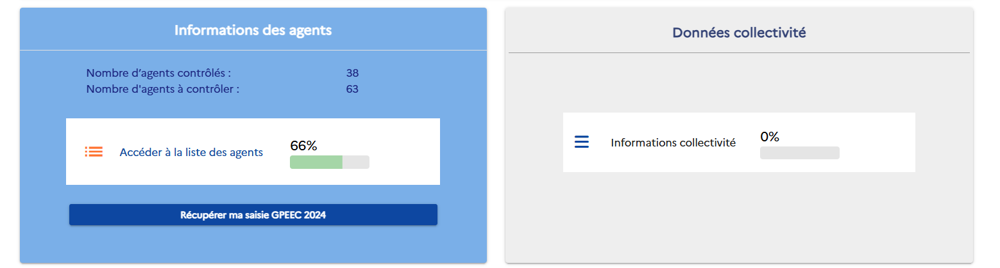 Informations des agents
Nombre d’agents contrôlés : 38
Nombre d'agents à contrôler : 63
66%
Accéder à la liste des agents
Récupérer ma saisie GPEEC 2024
Données collectivité
0%
Informations collectivité